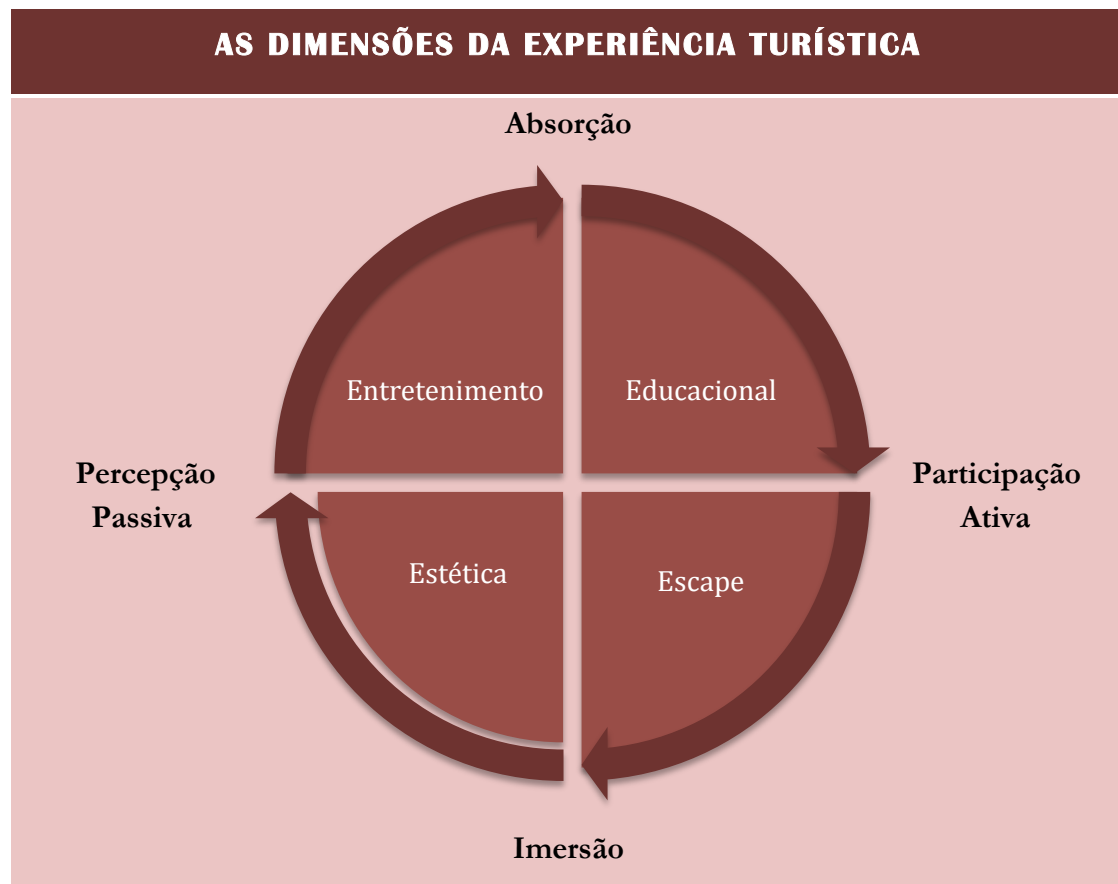 AS DIMENSÕES DA EXPERIÊNCIA TURÍSTICA
Absorção
Entretenimento
Educacional
Percepção
Passiva
Participação
Ativa
Estética
Escape
Imersão